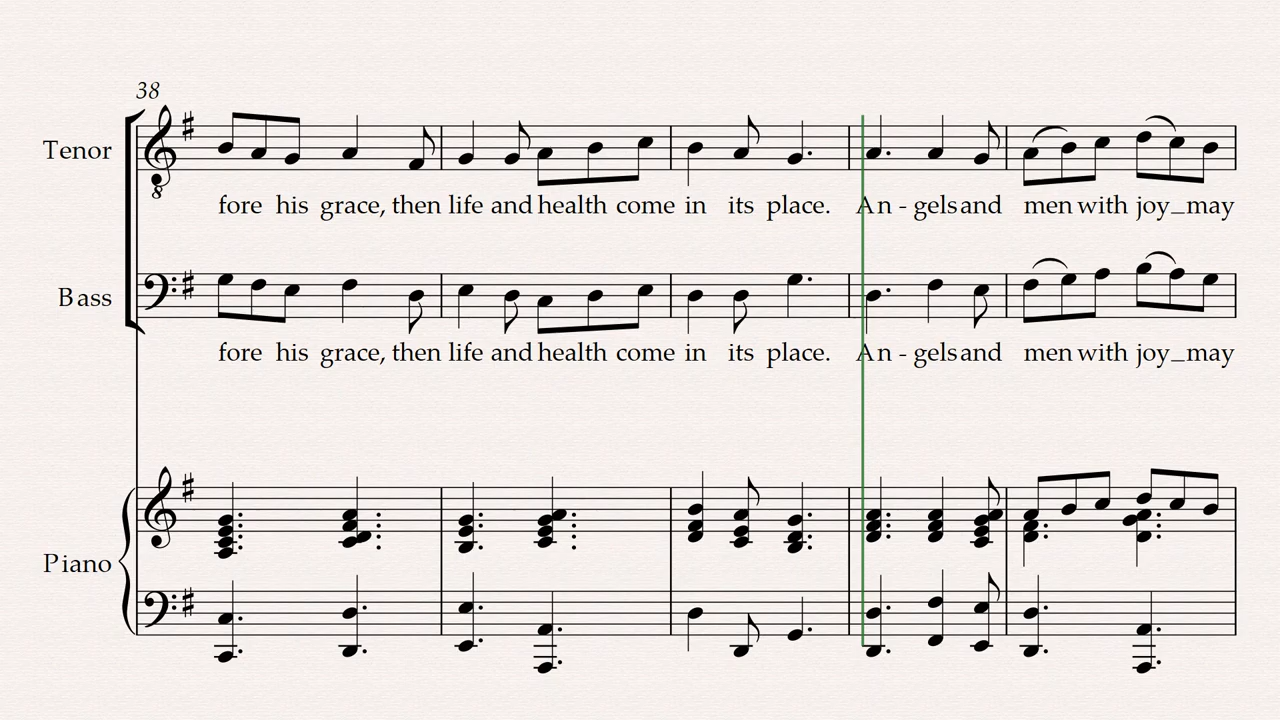 38
Tenor
8
fore his grace, then life and health come in its place. An - gels and men with joy_may
Bass
fore his grace, then life and health come in its place. An - gels and men with joy_may
Piano